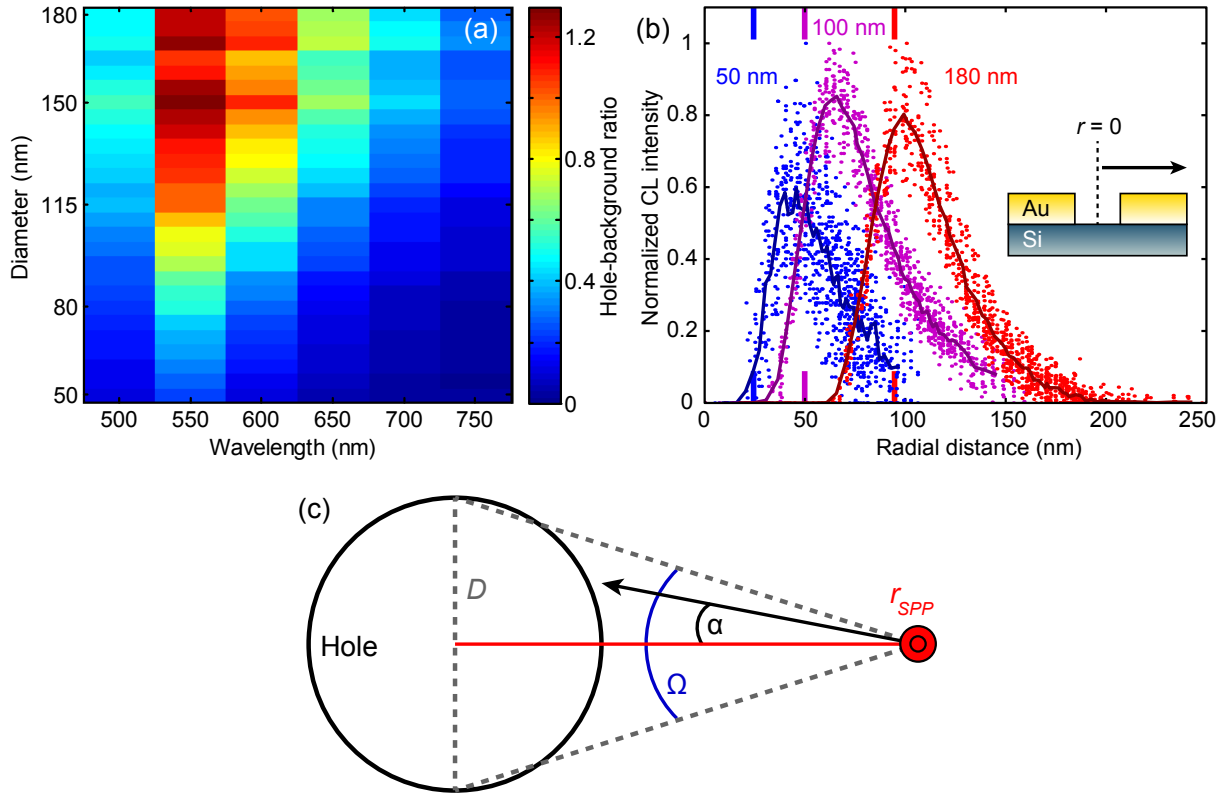 (a)
180
150
115
80
50
Diameter (nm)
500 550 600 650 700 750
Wavelength (nm)
1.2
0.8
0.4
0
Hole-background ratio
(b)
100 nm
50 nm
180 nm
r = 0
Au
Si
1
0.8
0.6
0.4
0.2
0
Normalized CL intensity
0 50 100 150 200 250
Radial distance (nm)
(c)
D
Hole
α
Ω
rSPP